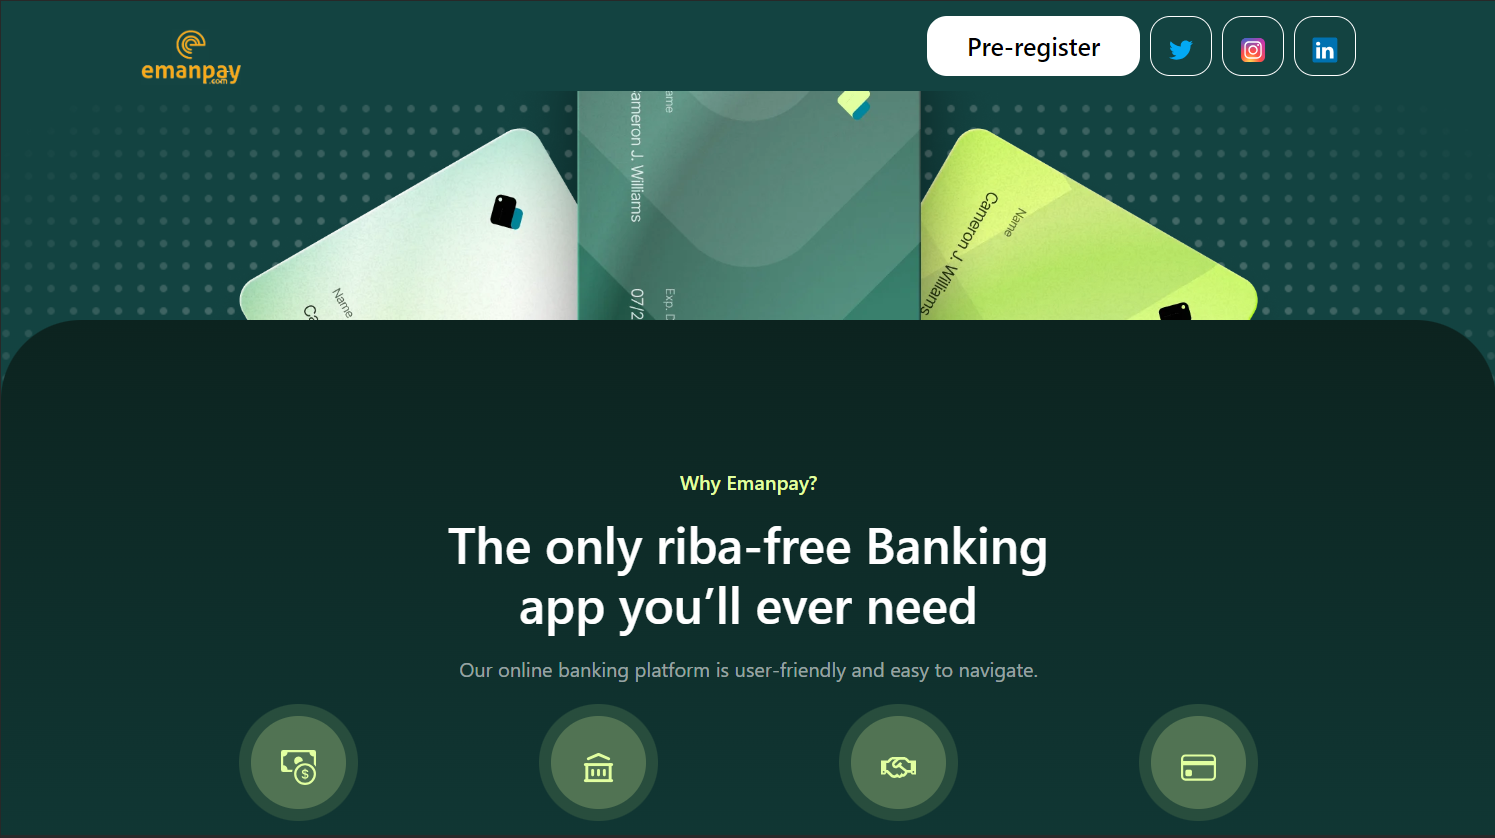 emanpay
.com
Pre-register
ame
ameron J. Williams
Name
Cameron J. Williams
Name
Exp. D
07/2
Why Emanpay?
The only riba-free Banking
app you’ll ever need
Our online banking platform is user-friendly and easy to navigate.